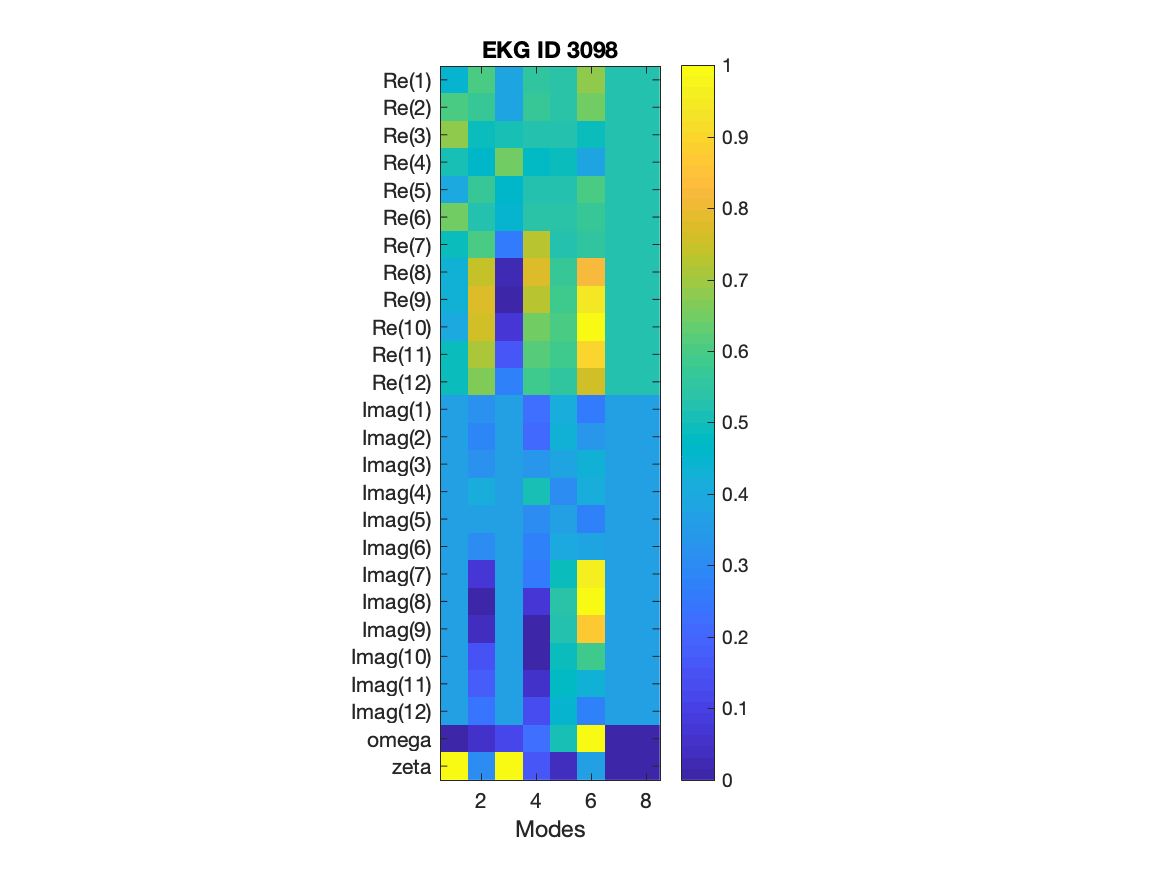 EKG ID 3098
Re(1)
Re(2)
Re(3)
Re(4)
Re(5)
Re(6)
Re(7)
Re(8)
Re(9)
Re(10)
Re(11)
Re(12)
Imag(1)
Imag(2)
Imag(3)
Imag(4)
Imag(5)
Imag(6)
Imag(7)
Imag(8)
Imag(9)
Imag(10)
Imag(11)
Imag(12)
omega
zeta
2 4 6 8
Modes
1
0.9
0.8
0.7
0.6
0.5
0.4
0.3
0.2
0.1
0